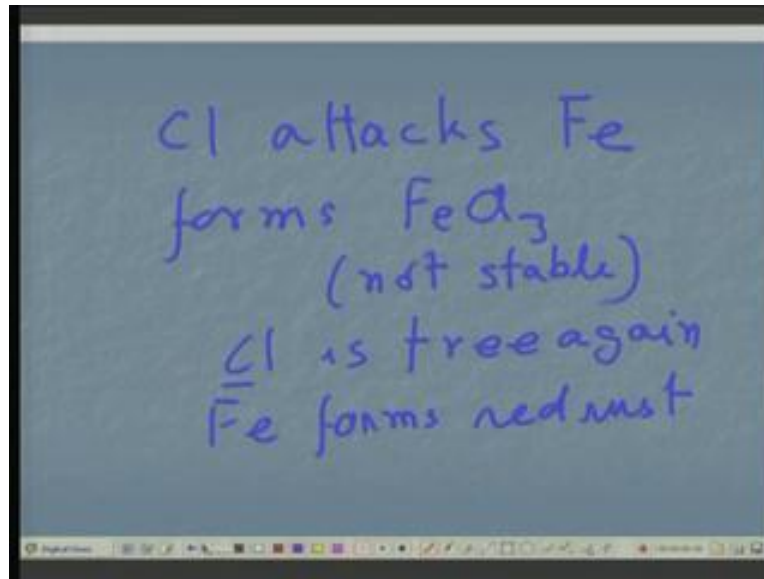 Cl attacks Fe
forms FeCl3
(not stable)
Cl is free again
Fe forms red rust